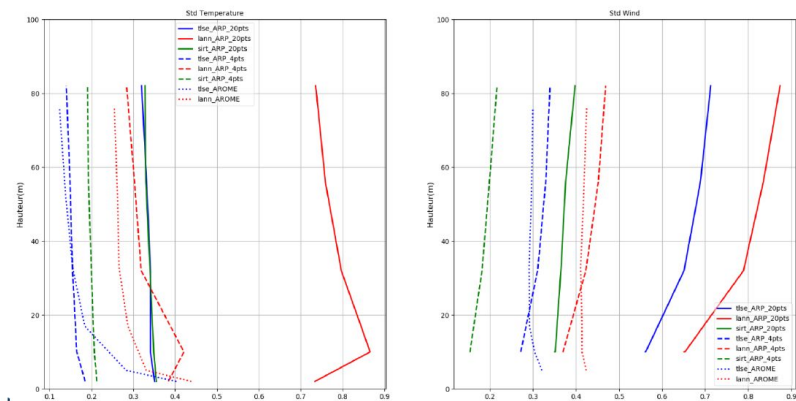 Std Temperature
100
80
60
40
20
0
Hauteur(m)
0.1 0.2 0.3 0.4 0.5 0.6 0.7 0.8 0.9
tlse_ARP_20pts
lann_ARP_20pts
sirt_ARP_20pts
tlse_ARP_4pts
lann_ARP_4pts
sirt_ARP_4pts
tlse_AROME
lann_AROME
Std Wind
100
80
60
40
20
0
Hauteur(m)
0.2 0.3 0.4 0.5 0.6 0.7 0.8 0.9
tlse_ARP_20pts
lann_ARP_20pts
sirt_ARP_20pts
tlse_ARP_4pts
lann_ARP_4pts
sirt_ARP_4pts
tlse_AROME
lann_AROME